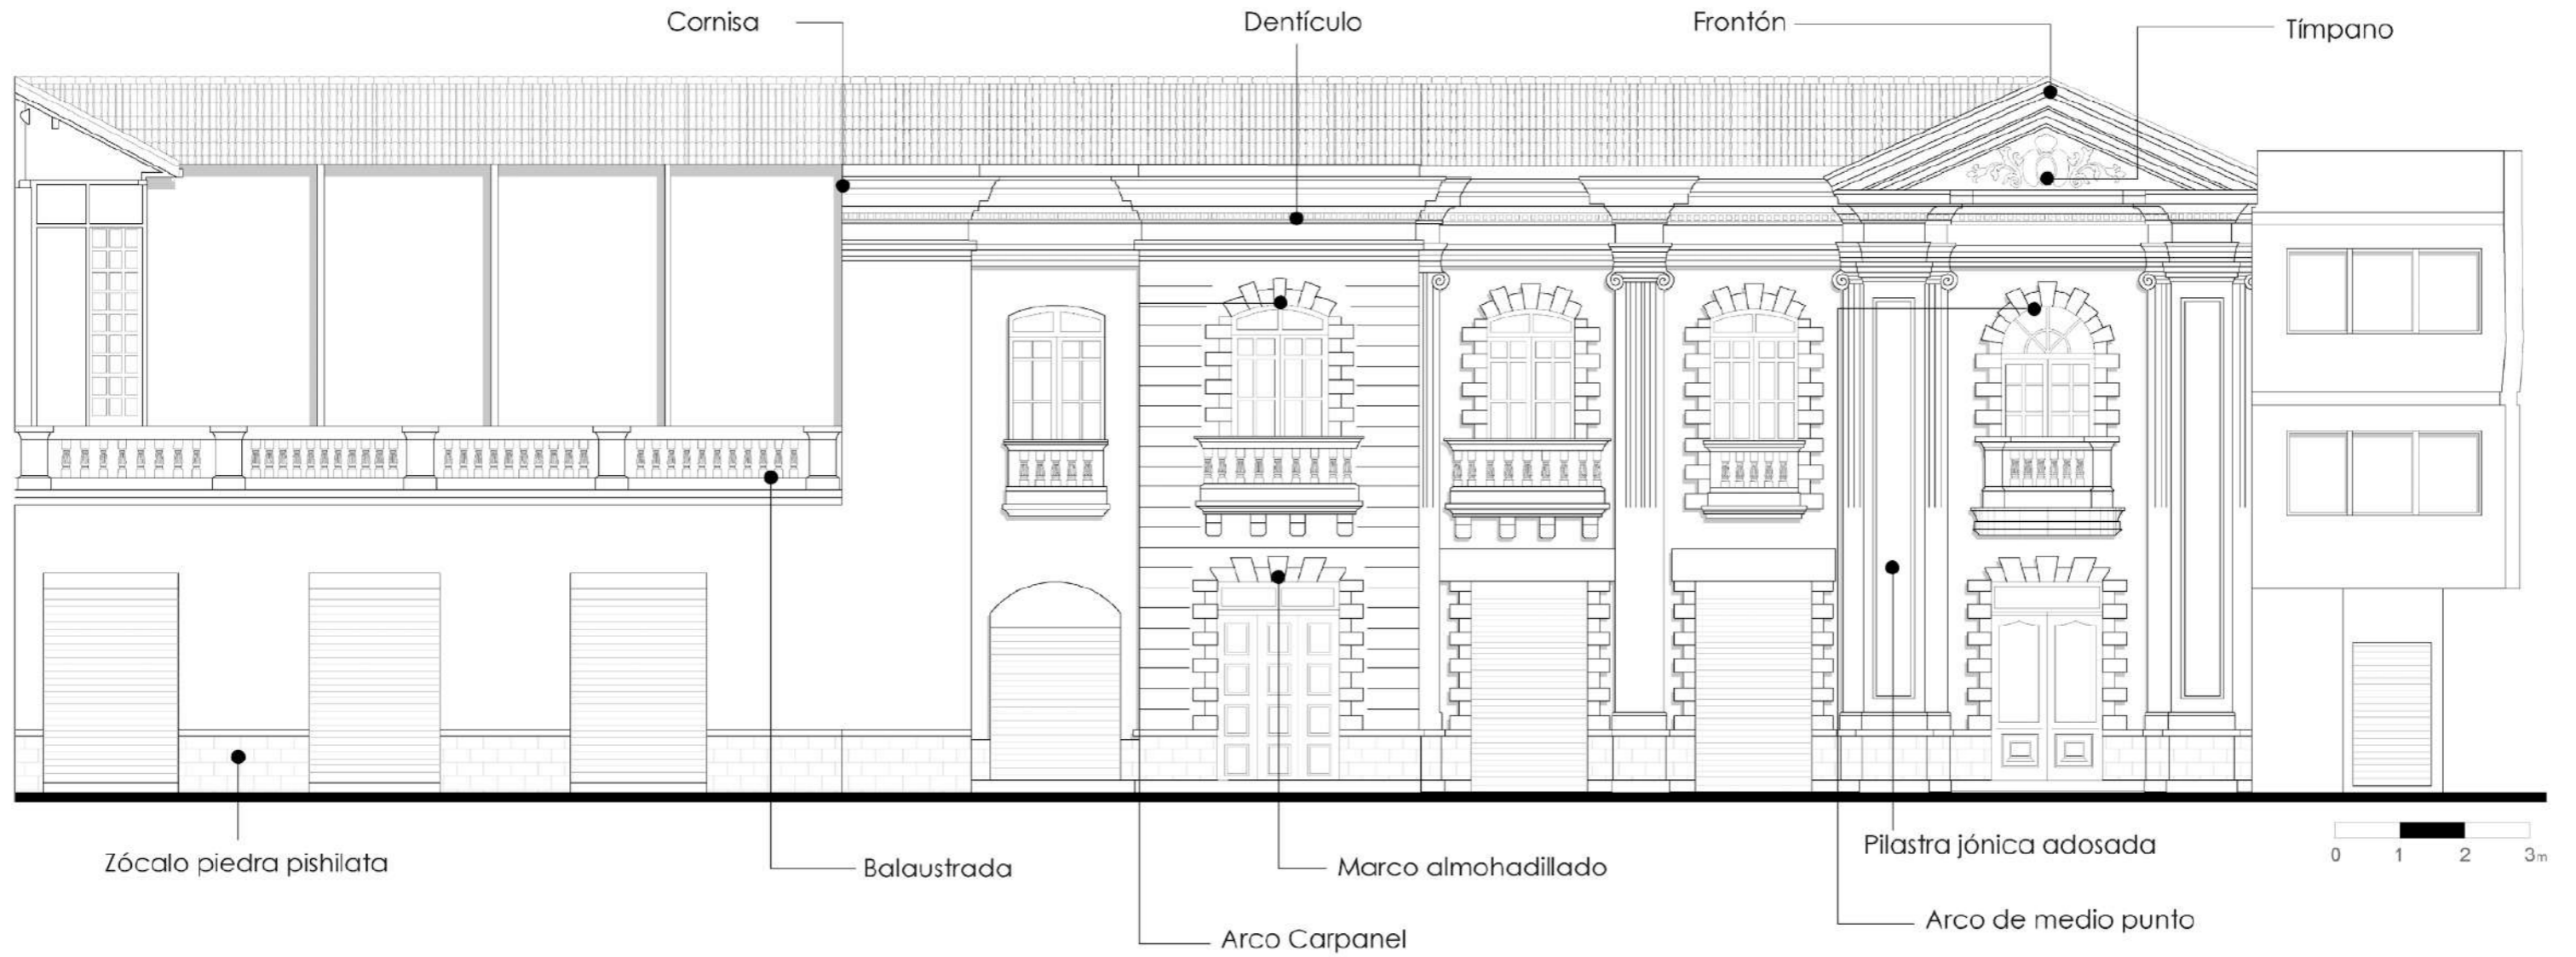 Cornisa
Dentículo
Frontón
Tímpano
Zócalo piedra pishilata
Balaustrada
Marco almohadillado
Pilastra jónica adosada
0 1 2 3m
Arco de medio punto
Arco Carpanel